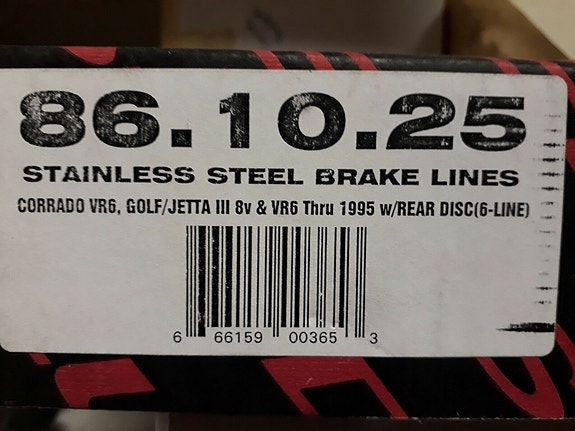 86.10.25
STAINLESS STEEL BRAKE LINES
CORRADO VR6, GOLF/JETTA III 8v & VR6 Thru 1995 w/REAR DISC(6-LINE)
6 66159 00365 3